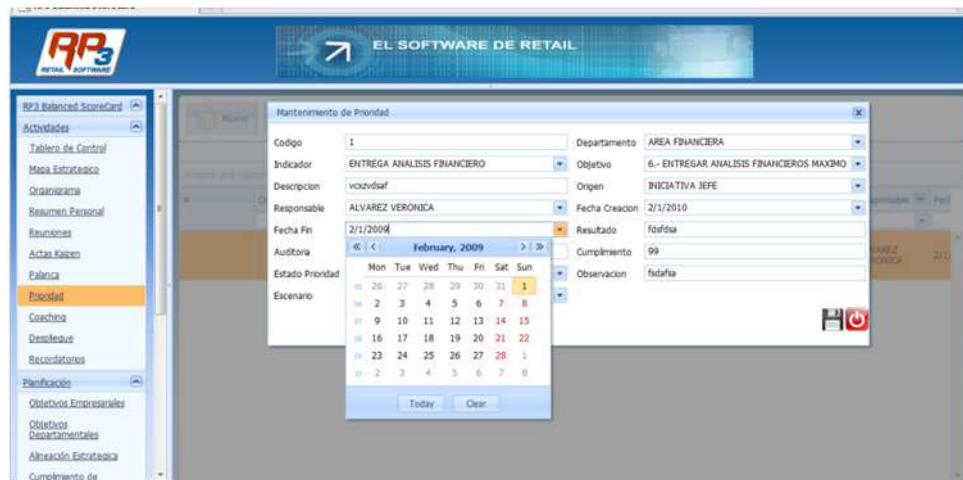 RP3
RETAIL SOFTWARE
EL SOFTWARE DE RETAIL
RP3 Balanced ScoreCard
Actividades
Tablero de Control
Mapa Estrategico
Organigrama
Resumen Personal
Reuniones
Actas Kaizen
Palanca
Prioridad
Coaching
Despliegue
Recordatorios
Planificación
Objetivos Empresariales
Objetivos
Departamentales
Alineación Estrategica
Cumplimiento de
Nuevo
Mantenimiento de Prioridad
Codigo 1 Departamento AREA FINANCIERA
Indicador ENTREGA ANALISIS FINANCIERO Objetivo 6.- ENTREGAR ANALISIS FINANCIEROS MAXIMO
Descripcion vcxzvdsaf Origen INICIATIVA JEFE
Responsable ALVAREZ VERONICA Fecha Creacion 2/1/2010
Fecha Fin 2/1/2009 Resultado fdsfdsa
Auditoria Cumplimiento 99
Estado Prioridad Observacion fsdafsa
Escenario
February, 2009
Mon Tue Wed Thu Fri Sat Sun
26 27 28 29 30 31 1
2 3 4 5 6 7 8
9 10 11 12 13 14 15
16 17 18 19 20 21 22
23 24 25 26 27 28 1
2 3 4 5 6 7 8
Today Clear